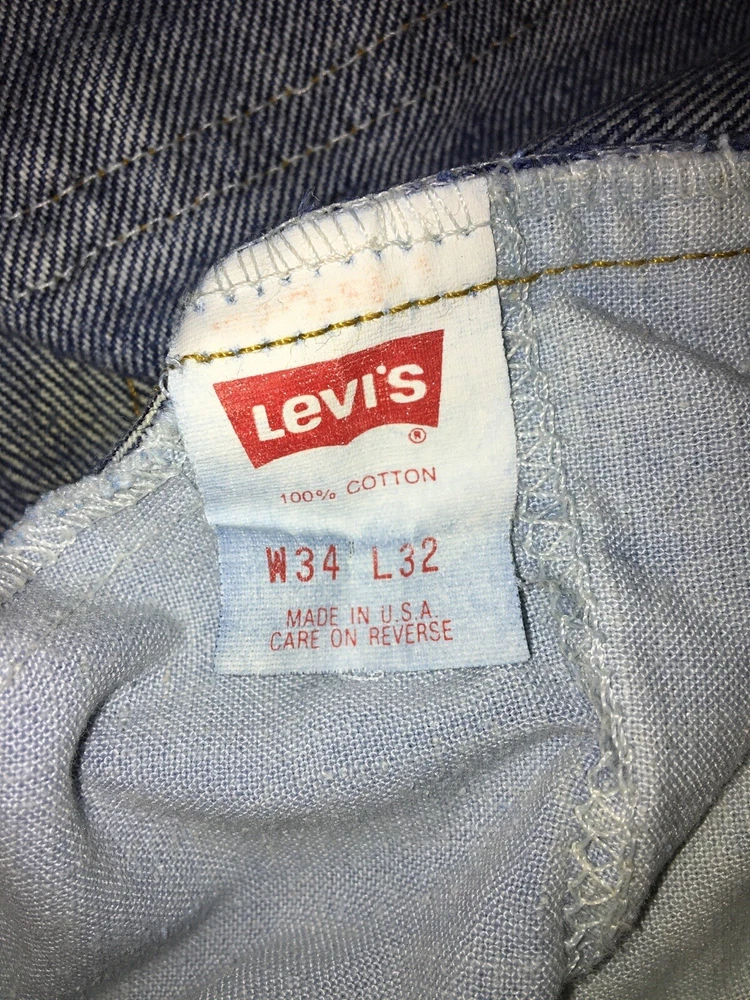 Levi's
®
100% COTTON
W34 L32
MADE IN U.S.A.
CARE ON REVERSE